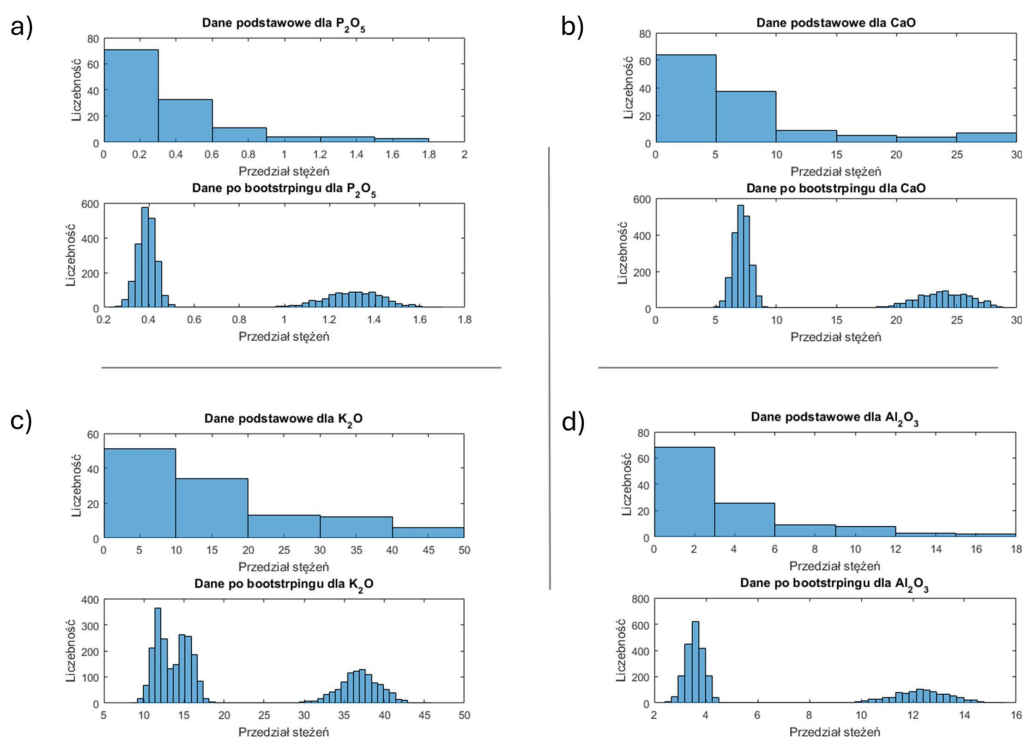 a)
Dane podstawowe dla P₂O₅
Liczebność
80
60
40
20
0
0 0.2 0.4 0.6 0.8 1 1.2 1.4 1.6 1.8 2
Przedział stężeń
Dane po bootstrpingu dla P₂O₅
Liczebność
600
400
200
0
0.2 0.4 0.6 0.8 1 1.2 1.4 1.6 1.8
Przedział stężeń
b)
Dane podstawowe dla CaO
Liczebność
80
60
40
20
0
0 5 10 15 20 25 30
Przedział stężeń
Dane po bootstrpingu dla CaO
Liczebność
600
400
200
0
0 5 10 15 20 25 30
Przedział stężeń
c)
Dane podstawowe dla K₂O
Liczebność
60
40
20
0
0 5 10 15 20 25 30 35 40 45 50
Przedział stężeń
Dane po bootstrpingu dla K₂O
Liczebność
400
300
200
100
0
5 10 15 20 25 30 35 40 45 50
Przedział stężeń
d)
Dane podstawowe dla Al₂O₃
Liczebność
80
60
40
20
0
0 2 4 6 8 10 12 14 16 18
Przedział stężeń
Dane po bootstrpingu dla Al₂O₃
Liczebność
800
600
400
200
0
2 4 6 8 10 12 14 16
Przedział stężeń